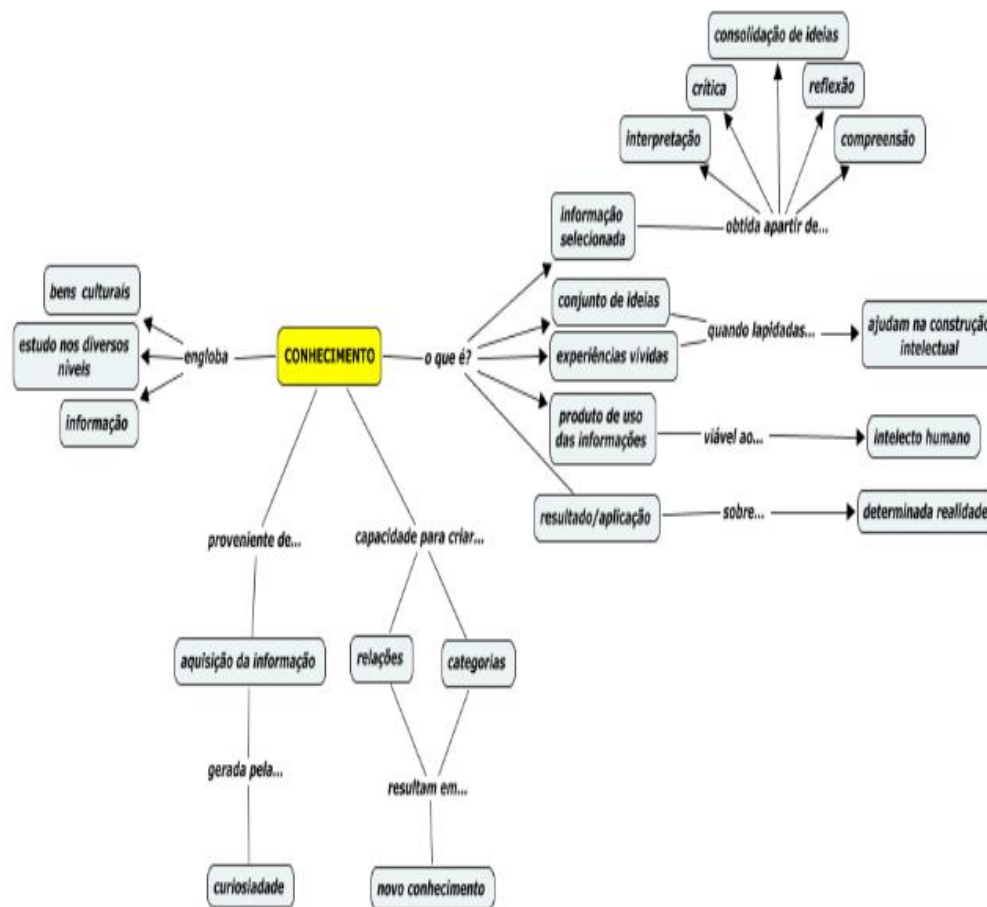 consolidação de ideias
crítica
reflexão
interpretação
compreensão
informação
selecionada
obtida apartir de...
bens culturais
conjunto de ideias
quando lapidadas...
ajudam na construção
intelectual
estudo nos diversos
níveis
engloba
CONHECIMENTO
o que é?
experiências vividas
informação
produto de uso
das informações
viável ao...
intelecto humano
resultado/aplicação
sobre...
determinada realidade
proveniente de...
capacidade para criar...
aquisição da informação
relações
categorias
gerada pela...
resultam em...
curiosiadade
novo conhecimento